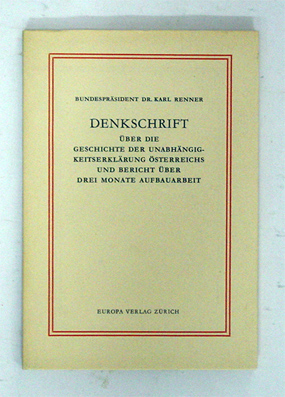 BUNDESPRÄSIDENT DR. KARL RENNER
DENKSCHRIFT
ÜBER DIE
GESCHICHTE DER UNABHÄNGIG-
KEITSERKLÄRUNG ÖSTERREICHS
UND BERICHT ÜBER
DREI MONATE AUFBAUARBEIT
EUROPA VERLAG ZÜRICH